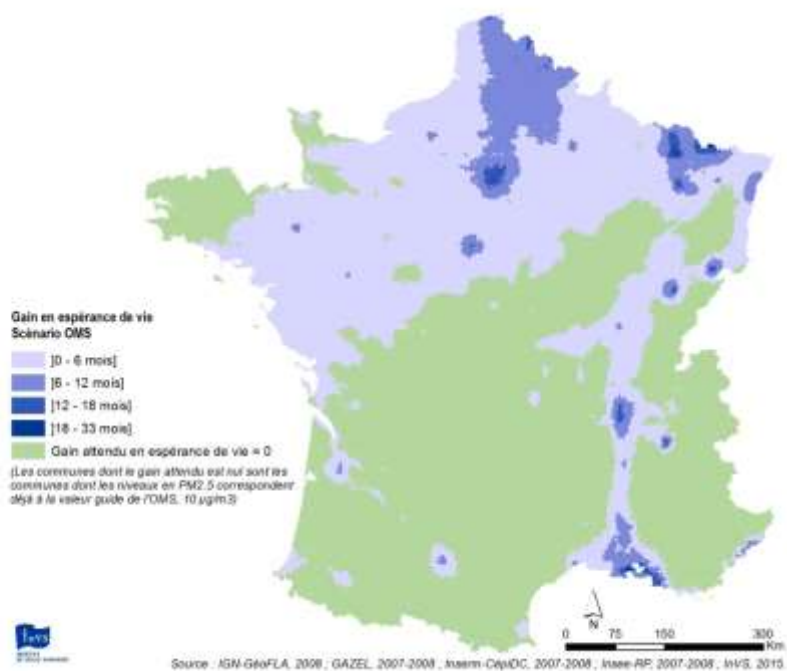 Gain en espérance de vie
Scénario OMS
]0 - 6 mois]
]6 - 12 mois]
]12 - 18 mois]
]18 - 33 mois]
Gain attendu en espérance de vie = 0
(Les communes dont le gain attendu est nul sont les
communes dont les niveaux en PM2.5 correspondent
déjà à la valeur guide de l'OMS, 10 µg/m3)
N
0 75 150 300
Km
InVS
Source : IGN-GéoFLA, 2008 ; GAZEL, 2007-2008 , Inserm-CépiDC, 2007-2008 ; Insee-RP, 2007-2008 , InVS, 2015